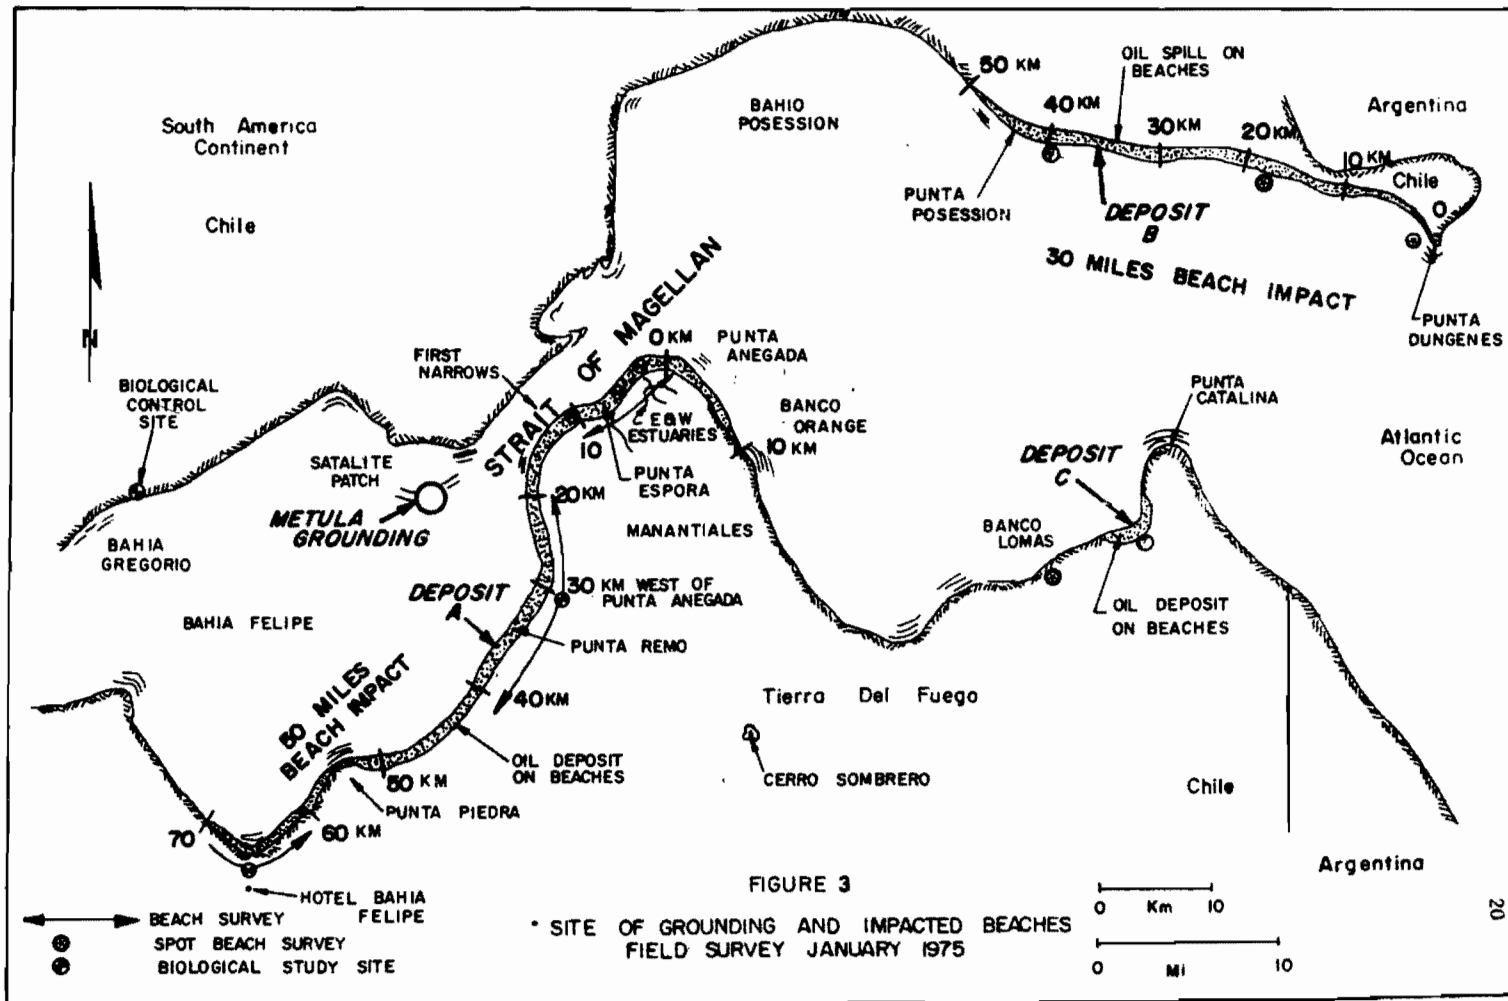 50 KM
OIL SPILL ON
BEACHES
40 KM
30 KM
20 KM
10 KM
Argentina
Chile
0
BAHIO
POSESSION
South America
Continent
Chile
PUNTA
POSESSION
DEPOSIT
B
30 MILES BEACH IMPACT
PUNTA
DUNGENES
N
STRAIT OF MAGELLAN
FIRST
NARROWS
0 KM
PUNTA
ANEGADA
BIOLOGICAL
CONTROL
SITE
E&W
ESTUARIES
BANCO
ORANGE
10 KM
10
PUNTA
ESPORA
PUNTA
CATALINA
Atlantic
Ocean
SATALITE
PATCH
METULA
GROUNDING
20 KM
MANANTIALES
DEPOSIT
C
BANCO
LOMAS
BAHIA
GREGORIO
DEPOSIT
A
30 KM WEST OF
PUNTA ANEGADA
OIL DEPOSIT
ON BEACHES
BAHIA FELIPE
PUNTA REMO
50 MILES
BEACH IMPACT
40 KM
Tierra Del Fuego
OIL DEPOSIT
ON BEACHES
CERRO SOMBRERO
50 KM
PUNTA PIEDRA
Chile
70
60 KM
Argentina
HOTEL BAHIA
FELIPE
FIGURE 3
• SITE OF GROUNDING AND IMPACTED BEACHES
FIELD SURVEY JANUARY 1975
BEACH SURVEY
SPOT BEACH SURVEY
BIOLOGICAL STUDY SITE
0 Km 10
0 Mi 10
20